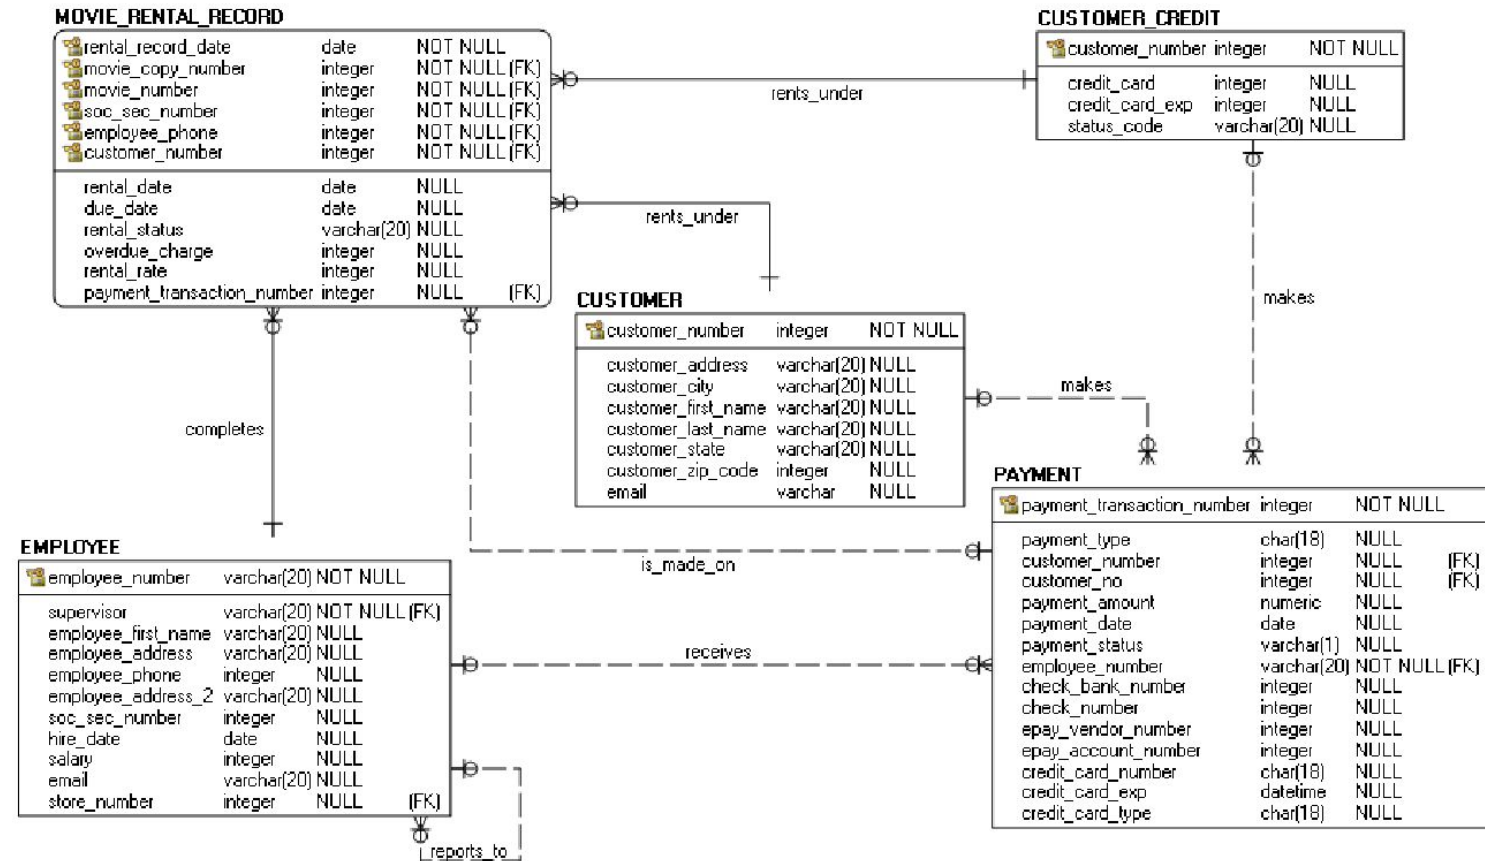 MOVIE_RENTAL_RECORD
rental_record_date date NOT NULL
movie_copy_number integer NOT NULL (FK)
movie_number integer NOT NULL (FK)
soc_sec_number integer NOT NULL (FK)
employee_phone integer NOT NULL (FK)
customer_number integer NOT NULL (FK)
rental_date date NULL
due_date date NULL
rental_status varchar(20) NULL
overdue_charge integer NULL
rental_rate integer NULL
payment_transaction_number integer NULL (FK)
CUSTOMER_CREDIT
customer_number integer NOT NULL
credit_card integer NULL
credit_card_exp integer NULL
status_code varchar(20) NULL
rents_under
rents_under
makes
CUSTOMER
customer_number integer NOT NULL
customer_address varchar(20) NULL
customer_city varchar(20) NULL
customer_first_name varchar(20) NULL
customer_last_name varchar(20) NULL
customer_state varchar(20) NULL
customer_zip_code integer NULL
email varchar NULL
makes
completes
PAYMENT
payment_transaction_number integer NOT NULL
payment_type char(18) NULL
customer_number integer NULL (FK)
customer_no integer NULL (FK)
payment_amount numeric NULL
payment_date date NULL
payment_status varchar(1) NULL
employee_number varchar(20) NOT NULL (FK)
check_bank_number integer NULL
check_number integer NULL
epay_vendor_number integer NULL
epay_account_number integer NULL
credit_card_number char(18) NULL
credit_card_exp datetime NULL
credit_card_type char(18) NULL
is_made_on
receives
EMPLOYEE
employee_number varchar(20) NOT NULL
supervisor varchar(20) NOT NULL (FK)
employee_first_name varchar(20) NULL
employee_address varchar(20) NULL
employee_phone integer NULL
employee_address_2 varchar(20) NULL
soc_sec_number integer NULL
hire_date date NULL
salary integer NULL
email varchar(20) NULL
store_number integer NULL (FK)
reports_to